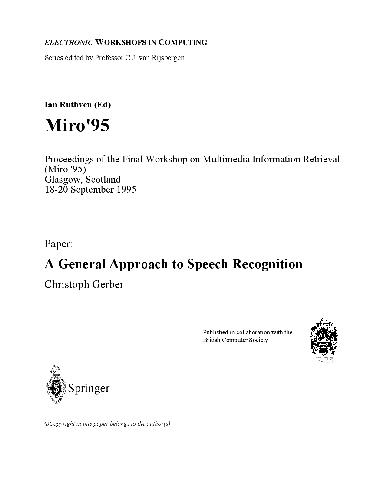 ELECTRONIC WORKSHOPS IN COMPUTING
Series edited by Professor C.J. van Rijsbergen
Ian Ruthven (Ed)
Miro'95
Proceedings of the Final Workshop on Multimedia Information Retrieval
(Miro '95)
Glasgow, Scotland
18-20 September 1995
Paper:
A General Approach to Speech Recognition
Christoph Gerber
Published in collaboration with the
British Computer Society
Springer
©Copyright in this paper belongs to the author(s)